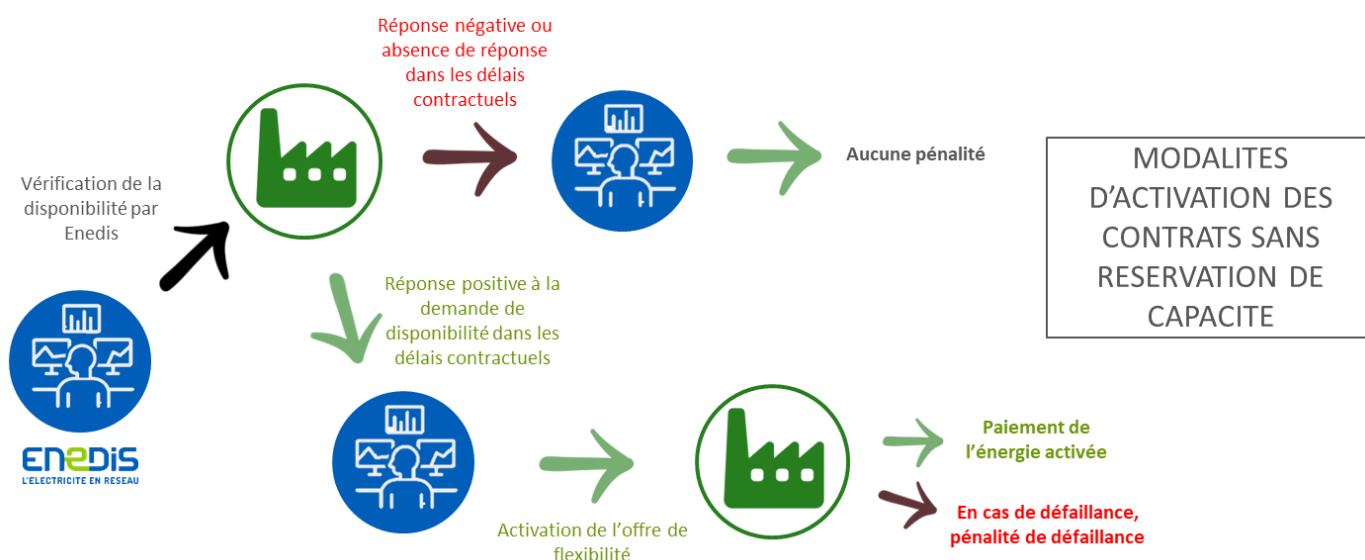 Réponse négative ou
absence de réponse
dans les délais
contractuels
Vérification de la
disponibilité par
Enedis
Aucune pénalité
MODALITES
D'ACTIVATION DES
CONTRATS SANS
RESERVATION DE
CAPACITE
Réponse positive à la
demande de
disponibilité dans les
délais contractuels
ENEDIS
L'ELECTRICITE EN RESEAU
Activation de l'offre de
flexibilité
Paiement de
l'énergie activée
En cas de défaillance,
pénalité de défaillance